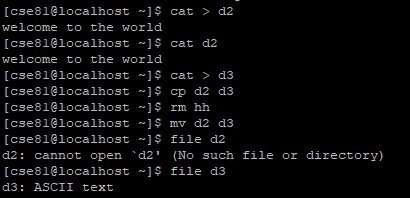 [cse81@localhost ~]$ cat > d2
welcome to the world
[cse81@localhost ~]$ cat d2
welcome to the world
[cse81@localhost ~]$ cat > d3
[cse81@localhost ~]$ cp d2 d3
[cse81@localhost ~]$ rm hh
[cse81@localhost ~]$ mv d2 d3
[cse81@localhost ~]$ file d2
d2: cannot open `d2' (No such file or directory)
[cse81@localhost ~]$ file d3
d3: ASCII text